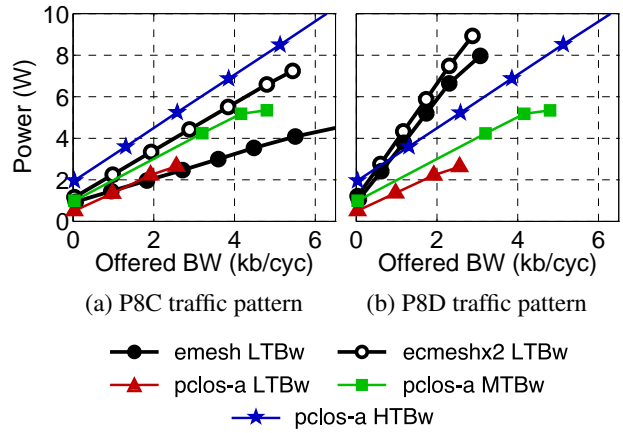 10
8
6
4
2
0
Power (W)
0 2 4 6
0 2 4 6
Offered BW (kb/cyc)
Offered BW (kb/cyc)
(a) P8C traffic pattern
(b) P8D traffic pattern
emesh LTBw
ecmeshx2 LTBw
pclos-a LTBw
pclos-a MTBw
pclos-a HTBw